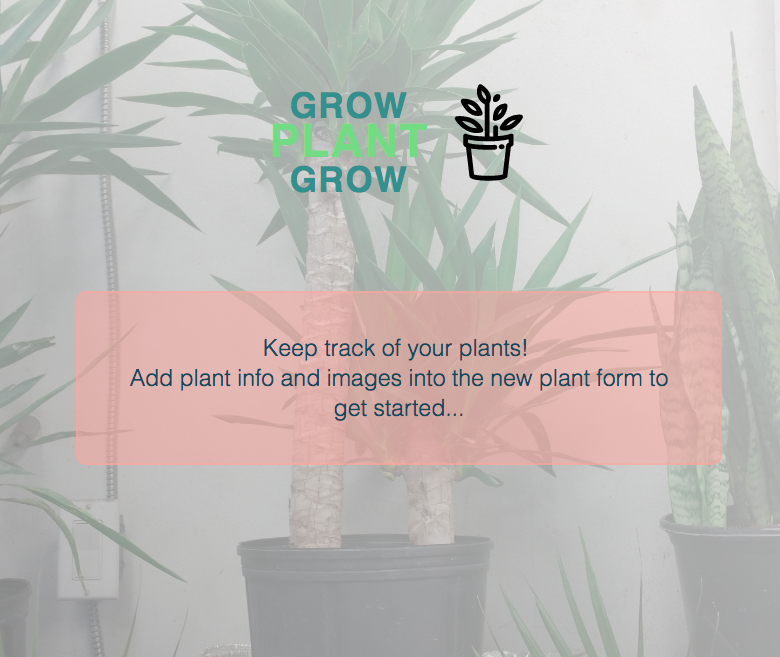 GROW
PLANT
GROW
Keep track of your plants!
Add plant info and images into the new plant form to
get started...